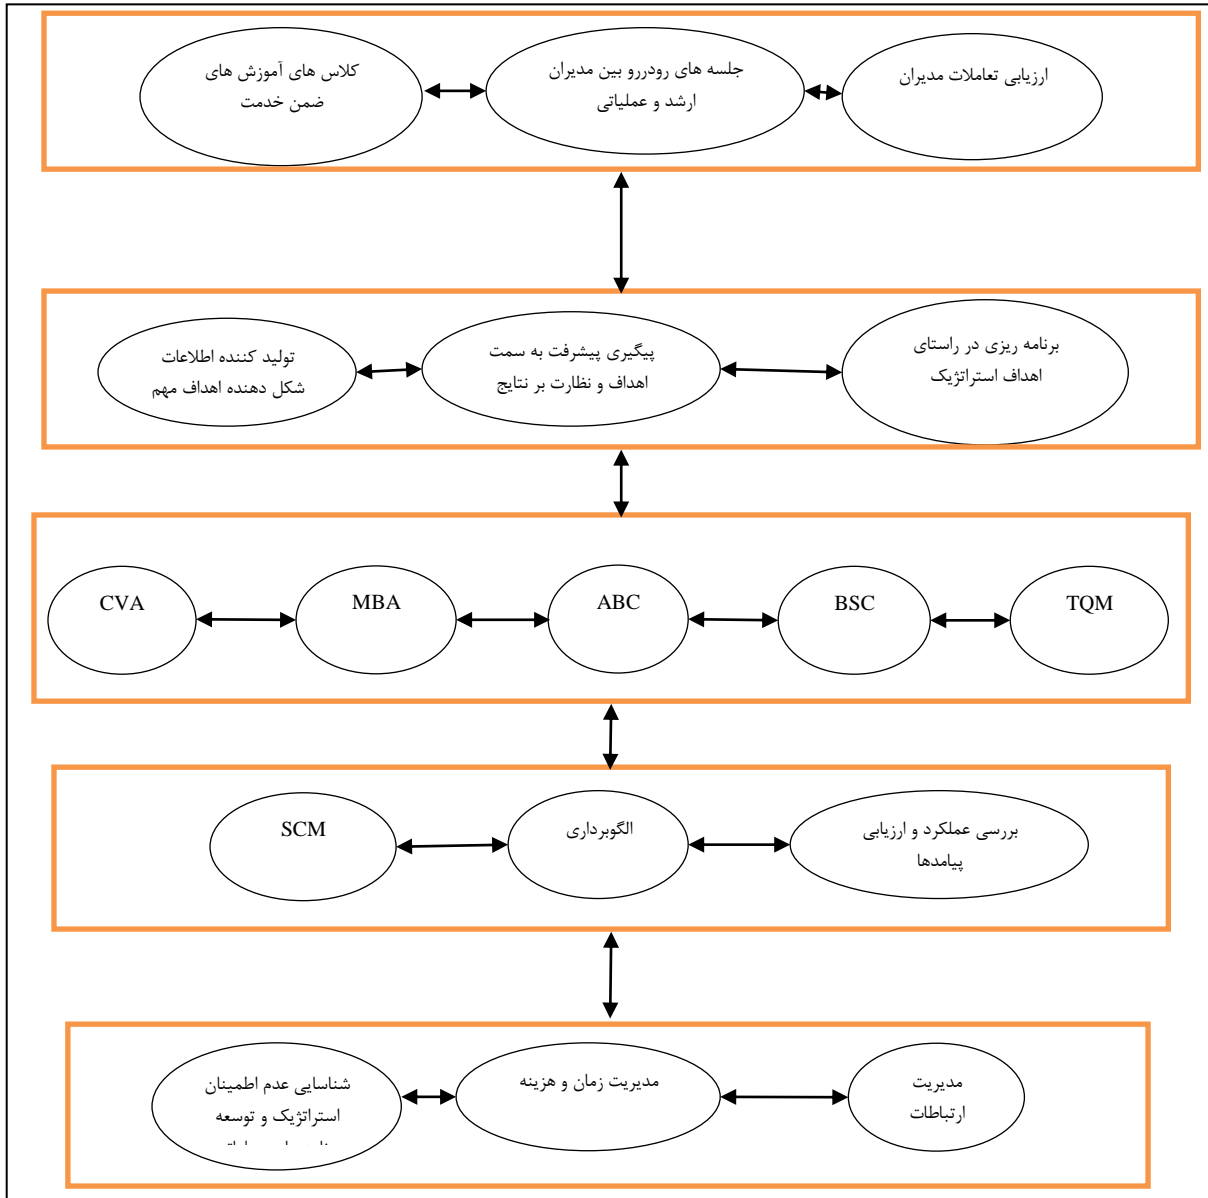 ارزیابی تعاملات مدیران
جلسه های رودررو بین مدیران
ارشد و عملیاتی
کلاس های آموزش های
ضمن خدمت
برنامه ریزی در راستای
اهداف استراتژیک
پیگیری پیشرفت به سمت
اهداف و نظارت بر نتایج
تولید کننده اطلاعات
شکل دهنده اهداف مهم
TQM
BSC
ABC
MBA
CVA
بررسی عملکرد و ارزیابی
پیامدها
الگوبرداری
SCM
مدیریت
ارتباطات
مدیریت زمان و هزینه
شناسایی عدم اطمینان
استراتژیک و توسعه